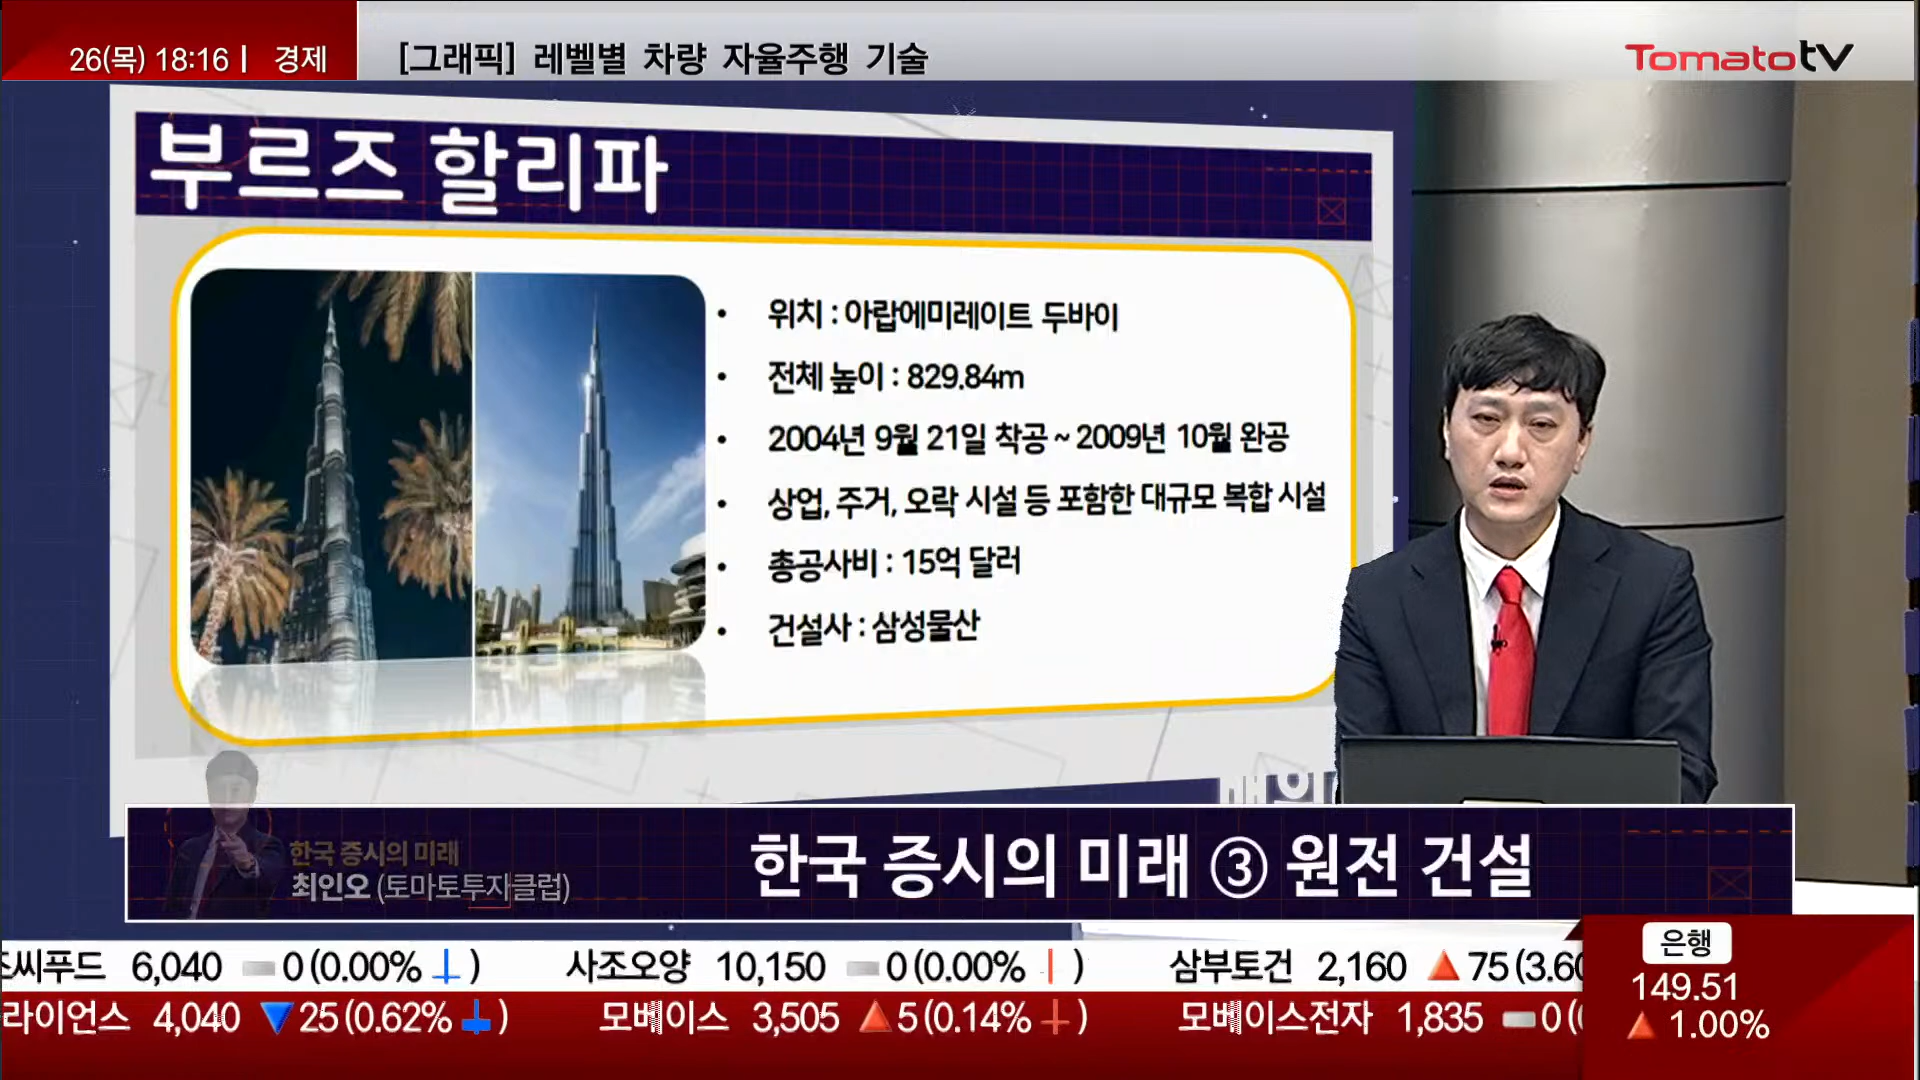 26(목) 18:16 | 경제
[그래픽] 레벨별 차량 자율주행 기술
Tomatotv
부르즈 할리파
• 위치 : 아랍에미레이트 두바이
• 전체 높이 : 829.84m
• 2004년 9월 21일 착공 ~ 2009년 10월 완공
• 상업, 주거, 오락 시설 등 포함한 대규모 복합 시설
• 총공사비 : 15억 달러
• 건설사 : 삼성물산
한국 증시의 미래
최인오 (토마토투자클럽)
한국 증시의 미래 ③ 원전 건설
씨푸드 6,040 0 (0.00% ) 사조오양 10,150 0 (0.00% ) 삼부토건 2,160 ▲ 75 (3.60
라이언스 4,040 ▼ 25 (0.62% ) 모베이스 3,505 ▲ 5 (0.14% ) 모베이스전자 1,835 0 (
은행
149.51
▲ 1.00%